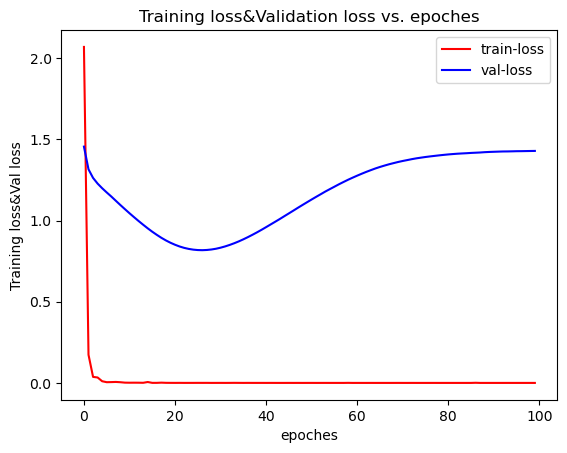 Training loss&Validation loss vs. epoches
train-loss
val-loss
Training loss&Val loss
2.0
1.5
1.0
0.5
0.0
0
20
40
60
80
100
epoches